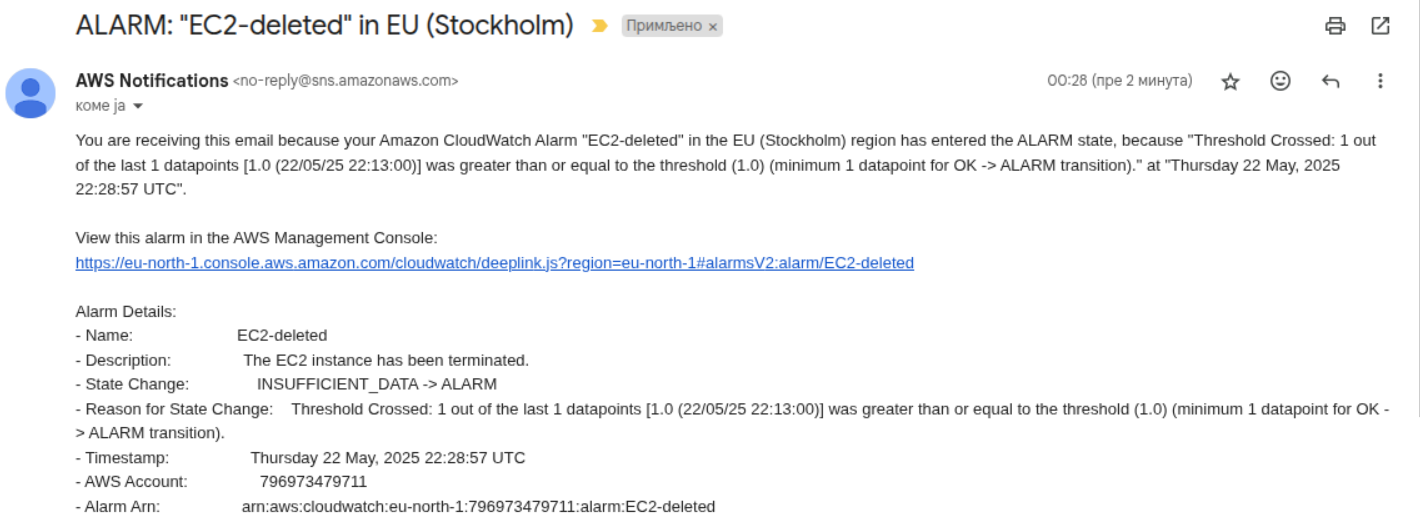 ALARM: "EC2-deleted" in EU (Stockholm) Примљено ×
AWS Notifications <no-reply@sns.amazonaws.com> 00:28 (пре 2 минута)
коме ја
You are receiving this email because your Amazon CloudWatch Alarm "EC2-deleted" in the EU (Stockholm) region has entered the ALARM state, because "Threshold Crossed: 1 out
of the last 1 datapoints [1.0 (22/05/25 22:13:00)] was greater than or equal to the threshold (1.0) (minimum 1 datapoint for OK -> ALARM transition)." at "Thursday 22 May, 2025
22:28:57 UTC".
View this alarm in the AWS Management Console:
https://eu-north-1.console.aws.amazon.com/cloudwatch/deeplink.js?region=eu-north-1#alarmsV2:alarm/EC2-deleted
Alarm Details:
- Name: EC2-deleted
- Description: The EC2 instance has been terminated.
- State Change: INSUFFICIENT_DATA -> ALARM
- Reason for State Change: Threshold Crossed: 1 out of the last 1 datapoints [1.0 (22/05/25 22:13:00)] was greater than or equal to the threshold (1.0) (minimum 1 datapoint for OK -
> ALARM transition).
- Timestamp: Thursday 22 May, 2025 22:28:57 UTC
- AWS Account: 796973479711
- Alarm Arn: arn:aws:cloudwatch:eu-north-1:796973479711:alarm:EC2-deleted